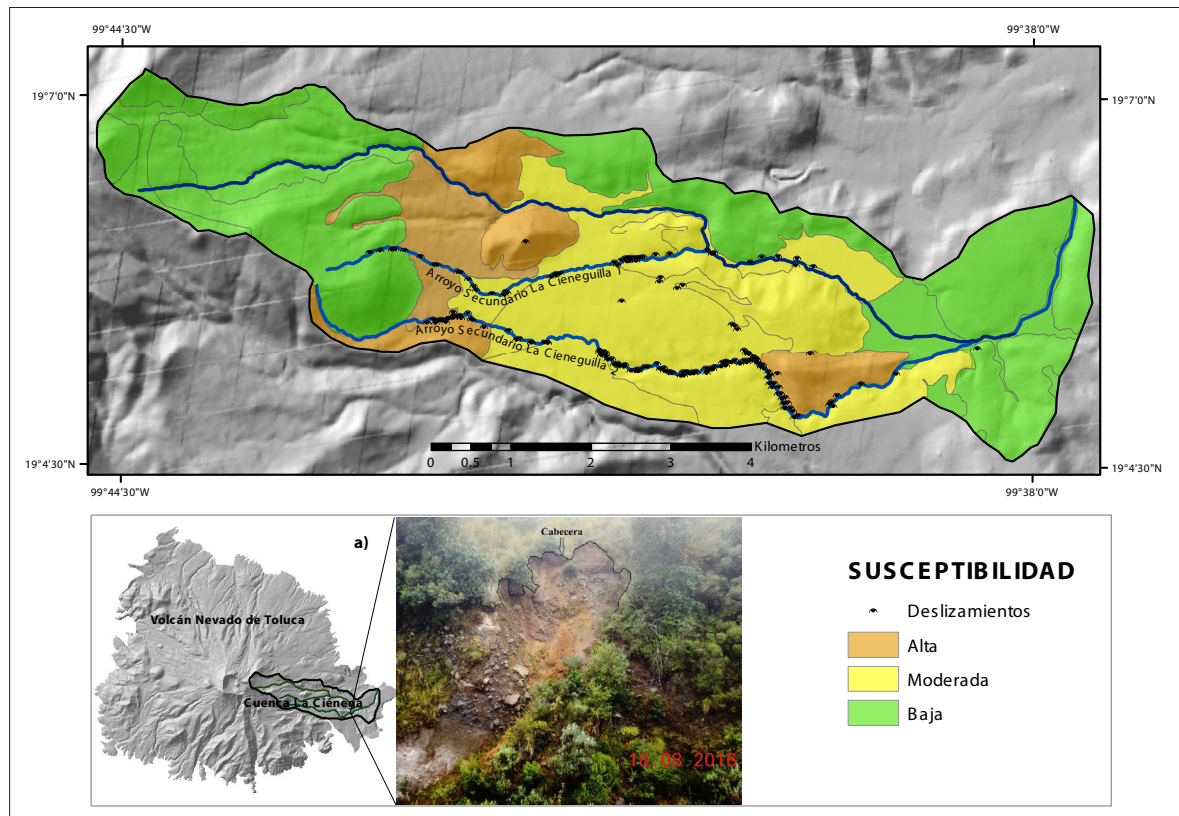 99°44'30"W
99°38'0"W
19°7'0"N
19°7'0"N
Arroyo Secundario La Cieneguilla 1
Arroyo Secundario La Cieneguilla 2
Kilometros
0 0,5 1 2 3 4
19°4'30"N
19°4'30"N
99°44'30"W
99°38'0"W
a)
Volcán Nevado de Toluca
Cuenca La Ciénega
Cabecera
18 08 2016
SUSCEPTIBILIDAD
Deslizamientos
Alta
Moderada
Baja